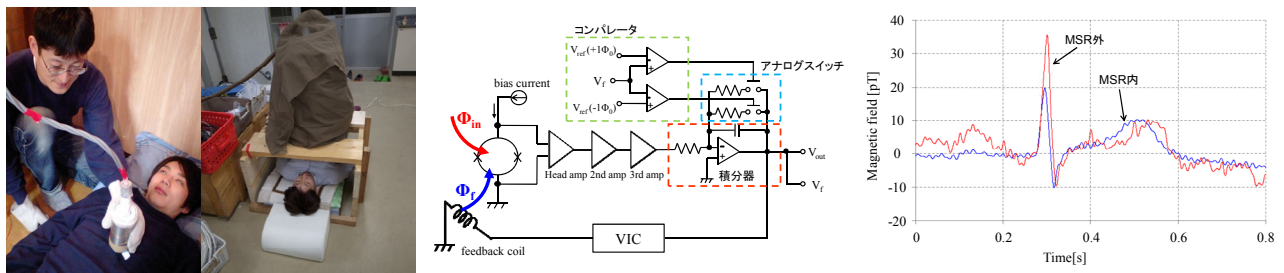 コンパレータ
Vref(+1Φ0)
Vf
Vref(-1Φ0)
アナログスイッチ
bias current
Φin
Φf
Head amp
2nd amp
3rd amp
積分器
Vout
Vf
feedback coil
VIC
Magnetic field [pT]
40
30
20
10
0
-10
-20
MSR外
MSR内
0
0.2
0.4
0.6
0.8
Time[s]